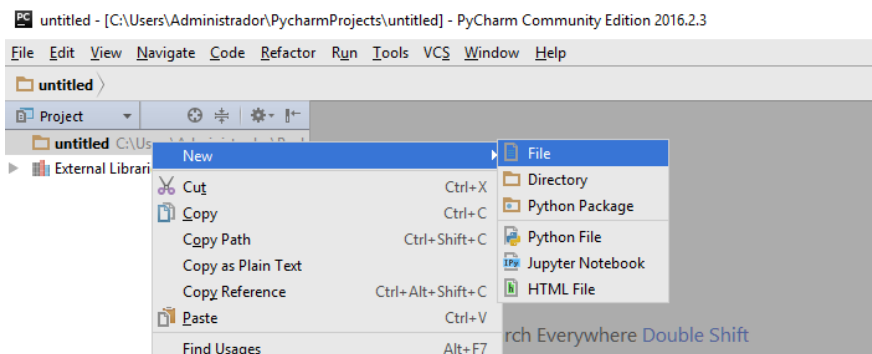 PC untitled - [C:\Users\Administrador\PycharmProjects\untitled] - PyCharm Community Edition 2016.2.3
File Edit View Navigate Code Refactor Run Tools VCS Window Help
untitled
Project
untitled C:\Us
External Librari
New
Cut Ctrl+X
Copy Ctrl+C
Copy Path Ctrl+Shift+C
Copy as Plain Text
Copy Reference Ctrl+Alt+Shift+C
Paste Ctrl+V
Find Usages Alt+F7
File
Directory
Python Package
Python File
IPy Jupyter Notebook
h HTML File
rch Everywhere Double Shift